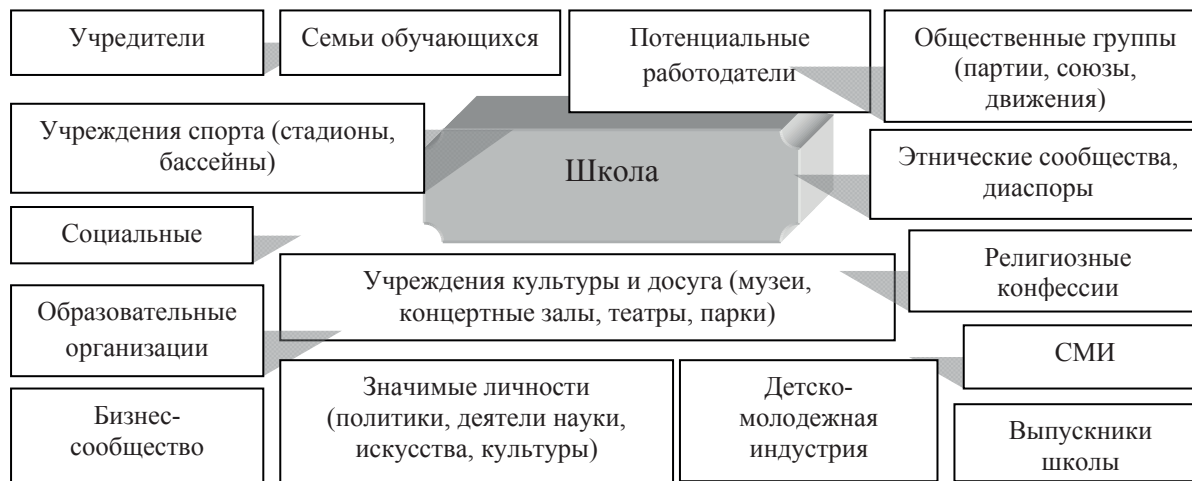 Учредители
Семьи обучающихся
Потенциальные
работодатели
Общественные группы
(партии, союзы,
движения)
Учреждения спорта (стадионы,
бассейны)
Школа
Этнические сообщества,
диаспоры
Социальные
Учреждения культуры и досуга (музеи,
концертные залы, театры, парки)
Религиозные
конфессии
Образовательные
организации
СМИ
Бизнес-
сообщество
Значимые личности
(политики, деятели науки,
искусства, культуры)
Детско-
молодежная
индустрия
Выпускники
школы